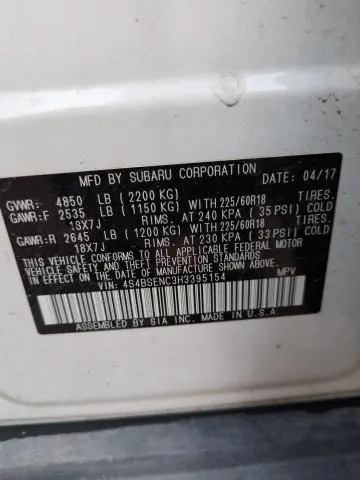 MFD BY SUBARU CORPORATION DATE: 04/17
GVWR: 4850 LB (2200 KG)
GAWR:F 2535 LB (1150 KG) WITH 225/60R18 TIRES.
18X7J RIMS. AT 240 KPA (35 PSI) COLD
GAWR:R 2645 LB (1200 KG) WITH 225/60R18 TIRES.
18X7J RIMS. AT 230 KPA (33 PSI) COLD
THIS VEHICLE CONFORMS TO ALL APPLICABLE FEDERAL MOTOR
VEHICLE SAFETY AND THEFT PREVENTION STANDARDS
IN EFFECT ON THE DATE OF MANUFACTURE SHOWN ABOVE.
VIN: 4S4BSENC3H3395154 MPV
ASSEMBLED BY SIA INC. MADE IN U.S.A.